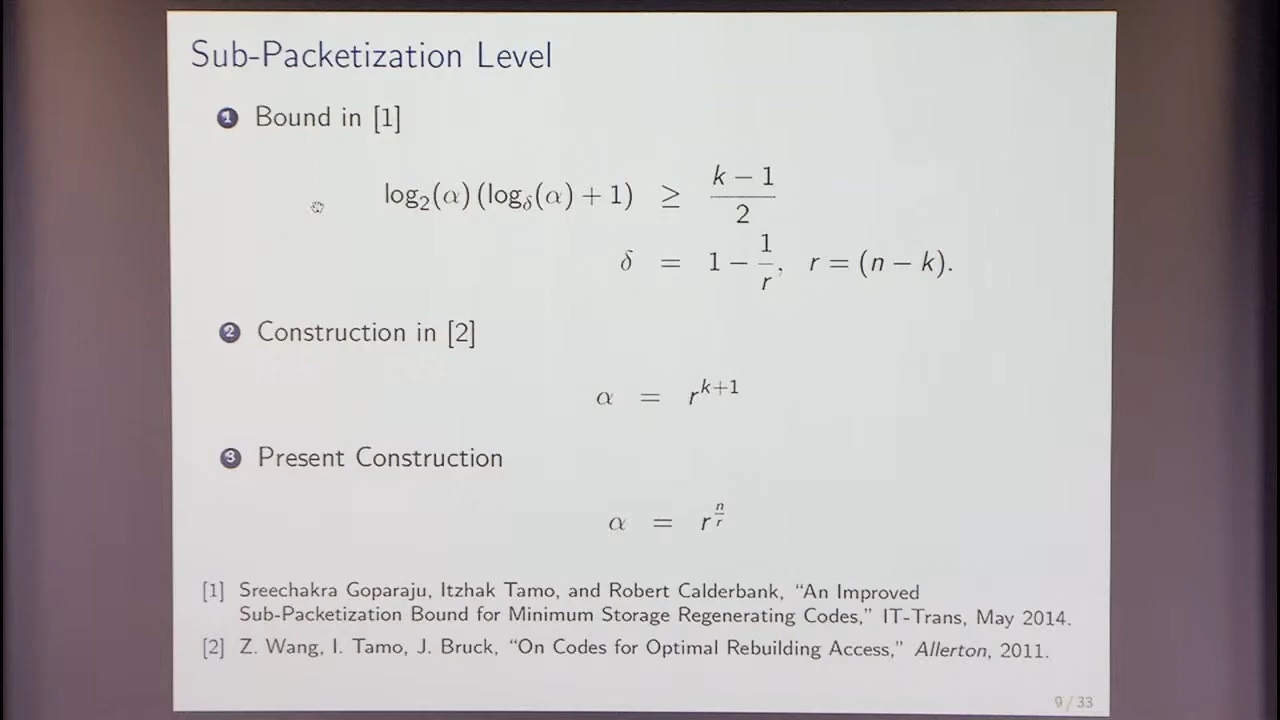 Sub-Packetization Level
1 Bound in [1]
log₂(α)(log_δ(α) + 1) ≥ (k − 1)/2
δ = 1 − 1/r, r = (n − k).
2 Construction in [2]
α = r^{k+1}
3 Present Construction
α = r^{n/r}
[1] Sreechakra Goparaju, Itzhak Tamo, and Robert Calderbank, “An Improved
Sub-Packetization Bound for Minimum Storage Regenerating Codes,” IT-Trans, May 2014.
[2] Z. Wang, I. Tamo, J. Bruck, “On Codes for Optimal Rebuilding Access,” Allerton, 2011.
9 / 33